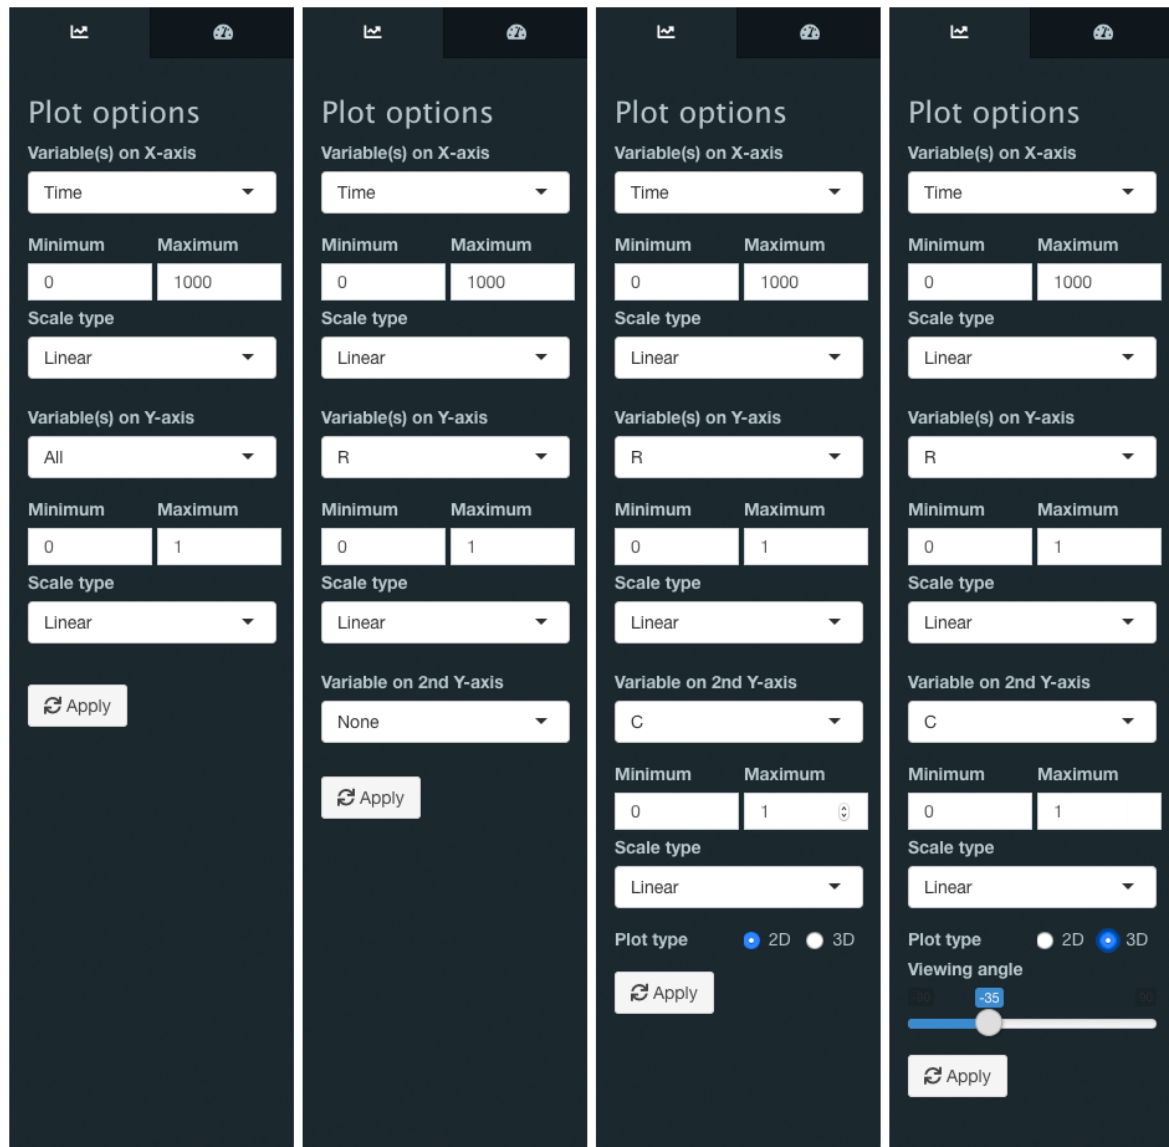 Plot options
Variable(s) on X-axis
Time
Minimum Maximum
0 1000
Scale type
Linear
Variable(s) on Y-axis
All
Minimum Maximum
0 1
Scale type
Linear
Apply
Plot options
Variable(s) on X-axis
Time
Minimum Maximum
0 1000
Scale type
Linear
Variable(s) on Y-axis
R
Minimum Maximum
0 1
Scale type
Linear
Variable on 2nd Y-axis
None
Apply
Plot options
Variable(s) on X-axis
Time
Minimum Maximum
0 1000
Scale type
Linear
Variable(s) on Y-axis
R
Minimum Maximum
0 1
Scale type
Linear
Variable on 2nd Y-axis
C
Minimum Maximum
0 1
Scale type
Linear
Plot type 2D 3D
Apply
Plot options
Variable(s) on X-axis
Time
Minimum Maximum
0 1000
Scale type
Linear
Variable(s) on Y-axis
R
Minimum Maximum
0 1
Scale type
Linear
Variable on 2nd Y-axis
C
Minimum Maximum
0 1
Scale type
Linear
Plot type 2D 3D
Viewing angle
-90 -35 90
Apply